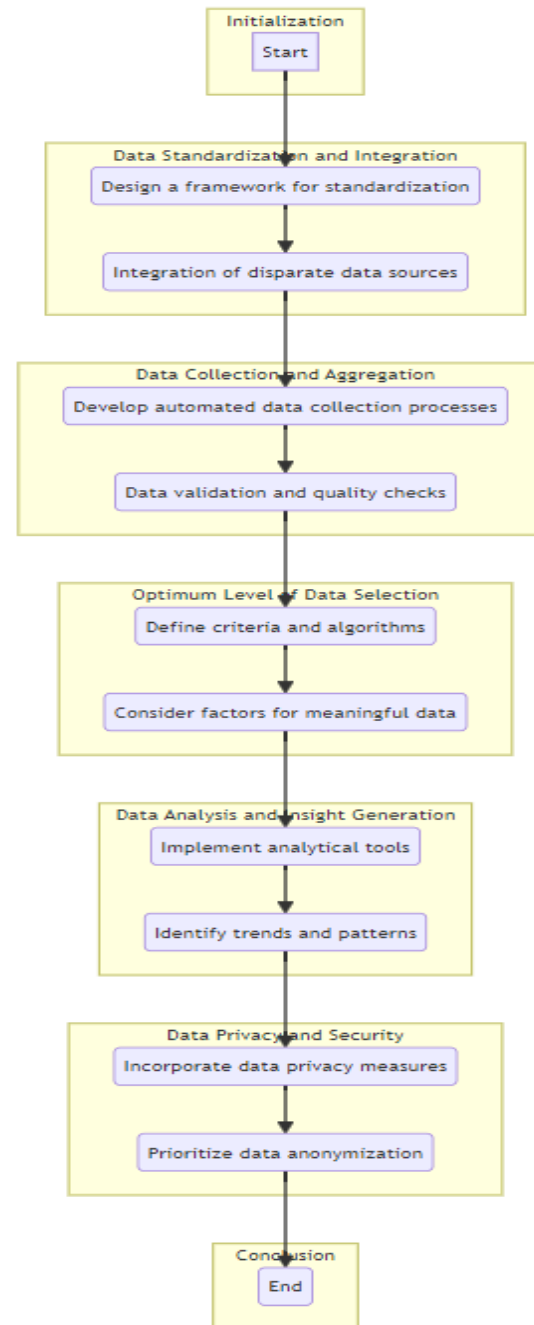 Initialization
Start
Data Standardization and Integration
Design a framework for standardization
Integration of disparate data sources
Data Collection and Aggregation
Develop automated data collection processes
Data validation and quality checks
Optimum Level of Data Selection
Define criteria and algorithms
Consider factors for meaningful data
Data Analysis and Insight Generation
Implement analytical tools
Identify trends and patterns
Data Privacy and Security
Incorporate data privacy measures
Prioritize data anonymization
Conclusion
End